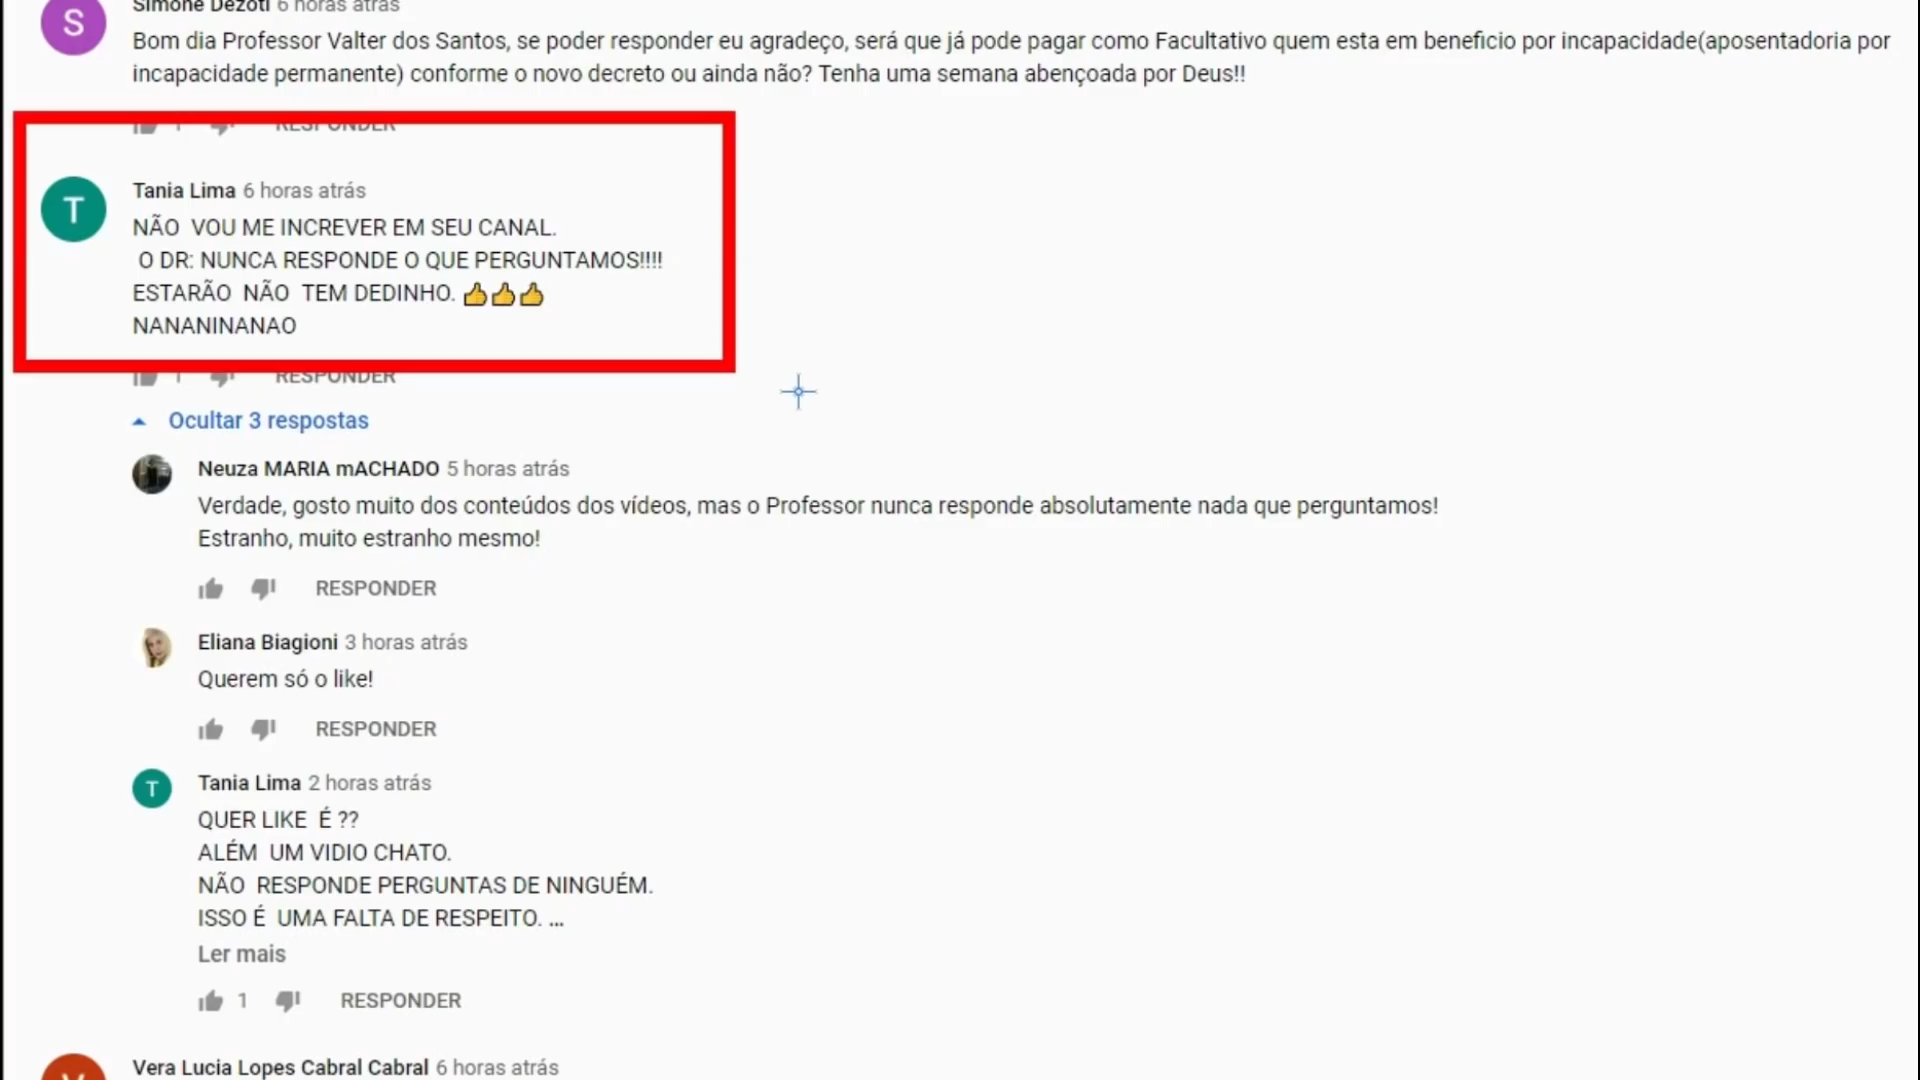 S
Simone Dezoti 6 horas atrás
Bom dia Professor Valter dos Santos, se poder responder eu agradeço, será que já pode pagar como Facultativo quem esta em beneficio por incapacidade(aposentadoria por
incapacidade permanente) conforme o novo decreto ou ainda não? Tenha uma semana abençoada por Deus!!
1 RESPONDER
T
Tania Lima 6 horas atrás
NÃO VOU ME INCREVER EM SEU CANAL.
O DR: NUNCA RESPONDE O QUE PERGUNTAMOS!!!!
ESTARÃO NÃO TEM DEDINHO. 👍👍👍
NANANINANAO
1 RESPONDER
Ocultar 3 respostas
Neuza MARIA mACHADO 5 horas atrás
Verdade, gosto muito dos conteúdos dos vídeos, mas o Professor nunca responde absolutamente nada que perguntamos!
Estranho, muito estranho mesmo!
RESPONDER
Eliana Biagioni 3 horas atrás
Querem só o like!
RESPONDER
T
Tania Lima 2 horas atrás
QUER LIKE É ??
ALÉM UM VIDIO CHATO.
NÃO RESPONDE PERGUNTAS DE NINGUÉM.
ISSO É UMA FALTA DE RESPEITO. ...
Ler mais
1 RESPONDER
V
Vera Lucia Lopes Cabral Cabral 6 horas atrás